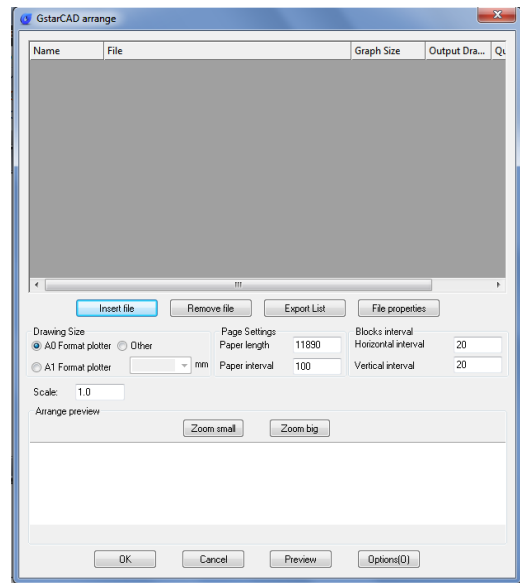 GstarCAD arrange
Name File Graph Size Output Dra... Qu
Insert file Remove file Export List File properties
Drawing Size Page Settings Blocks interval
A0 Format plotter Other Paper length 11890 Horizontal interval 20
A1 Format plotter mm Paper interval 100 Vertical interval 20
Scale: 1.0
Arrange preview
Zoom small Zoom big
OK Cancel Preview Options(O)